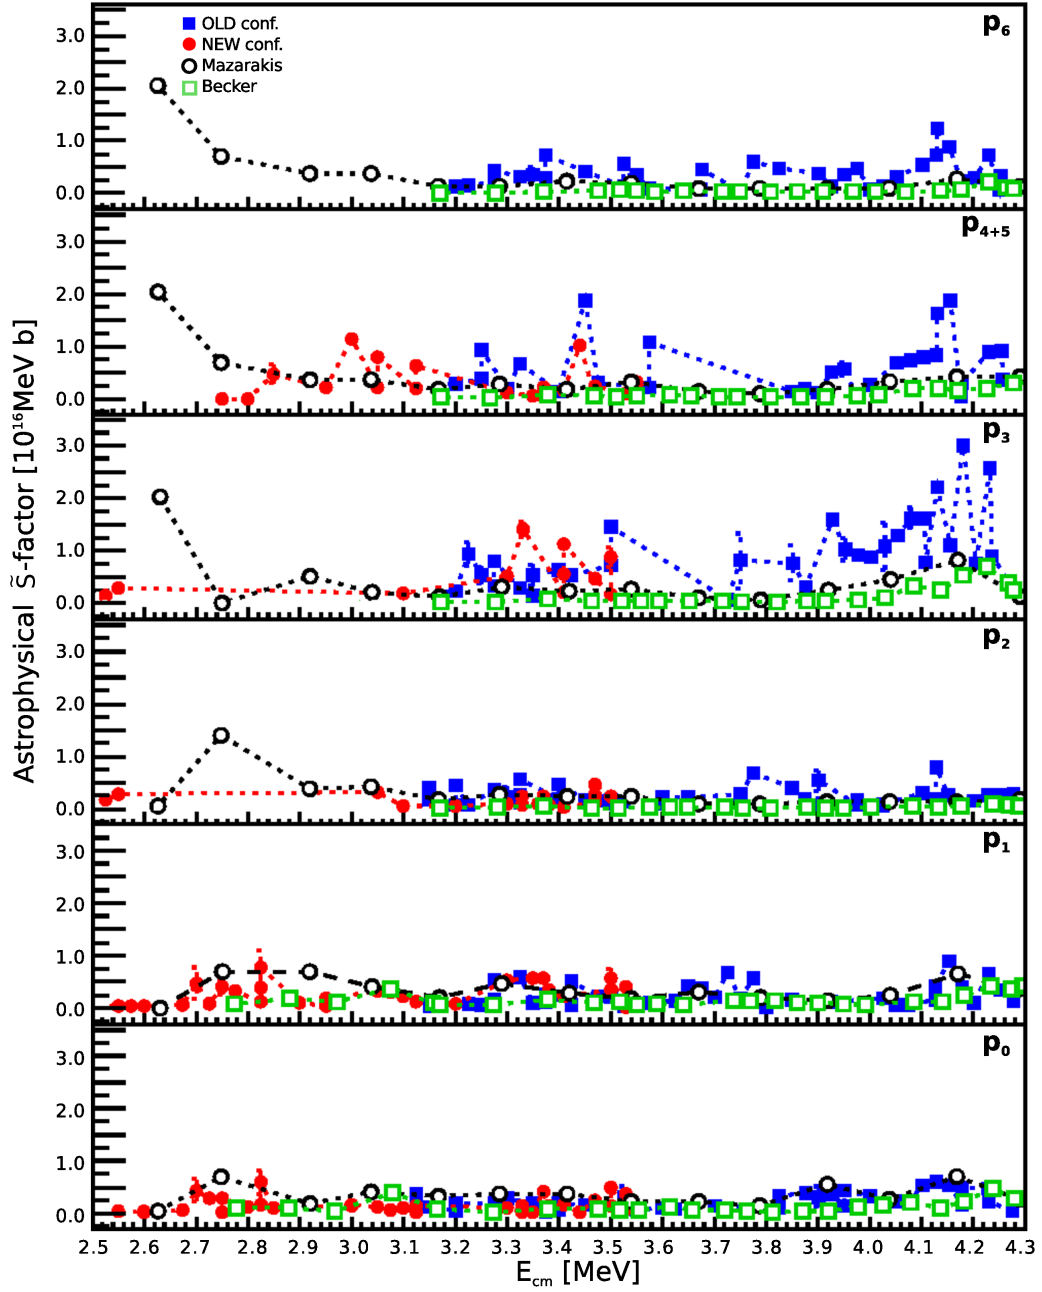 OLD conf.
NEW conf.
Mazarakis
Becker
p6
3.0
2.0
1.0
0.0
p4+5
3.0
2.0
1.0
0.0
p3
3.0
2.0
1.0
0.0
p2
3.0
2.0
1.0
0.0
p1
3.0
2.0
1.0
0.0
p0
3.0
2.0
1.0
0.0
Astrophysical S̃-factor [10¹⁶MeV b]
2.5 2.6 2.7 2.8 2.9 3.0 3.1 3.2 3.3 3.4 3.5 3.6 3.7 3.8 3.9 4.0 4.1 4.2 4.3
Ecm [MeV]